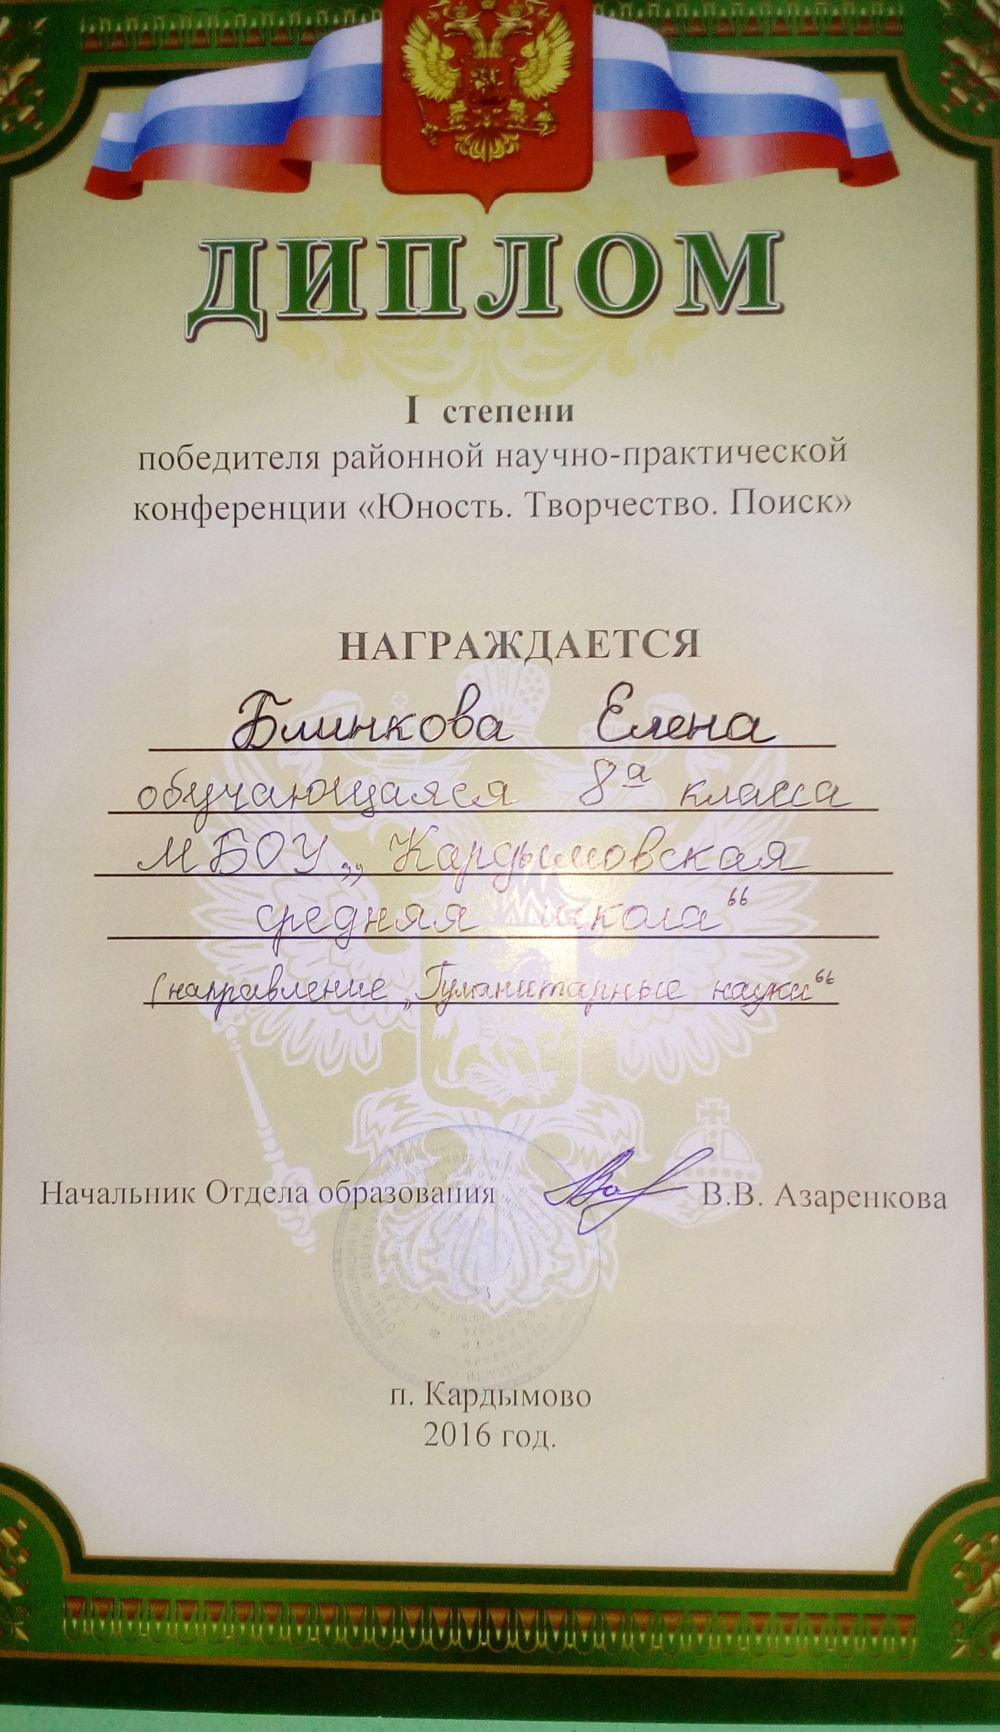 ДИПЛОМ
I степени
победителя районной научно-практической
конференции «Юность. Творчество. Поиск»
НАГРАЖДАЕТСЯ
Блинкова Елена
обучающаяся 8а класса
МБОУ „Кардымовская
средняя школа“
(направление „Гуманитарные науки“
Начальник Отдела образования В.В. Азаренкова
п. Кардымово
2016 год.